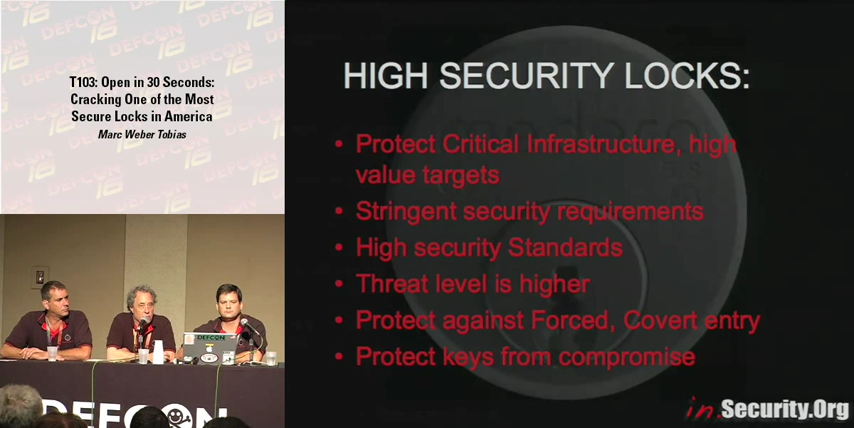 T103: Open in 30 Seconds:
Cracking One of the Most
Secure Locks in America
Marc Weber Tobias
HIGH SECURITY LOCKS:
• Protect Critical Infrastructure, high
value targets
• Stringent security requirements
• High security Standards
• Threat level is higher
• Protect against Forced, Covert entry
• Protect keys from compromise
DEFCON
DEFCON
in.Security.Org